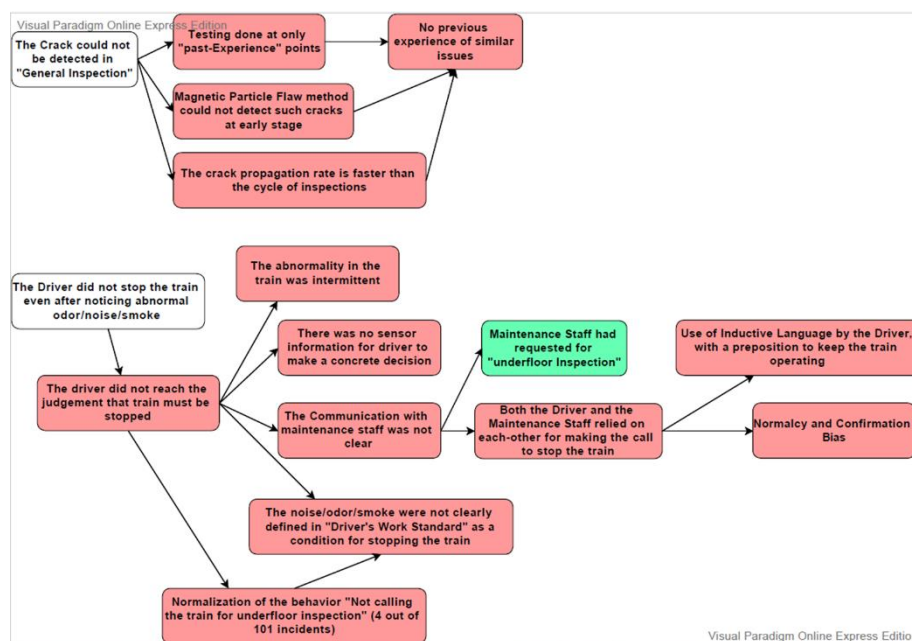 Visual Paradigm Online Express Edition
The Crack could not
be detected in
"General Inspection"
Testing done at only
"past-Experience" points
No previous
experience of similar
issues
Magnetic Particle Flaw method
could not detect such cracks
at early stage
The crack propagation rate is faster than
the cycle of inspections
The Driver did not stop the train
even after noticing abnormal
odor/noise/smoke
The abnormality in the
train was intermittent
There was no sensor
information for driver to
make a concrete decision
Maintenance Staff had
requested for
"underfloor Inspection"
Use of Inductive Language by the Driver,
with a preposition to keep the train
operating
The driver did not reach the
judgement that train must be
stopped
The Communication with
maintenance staff was not
clear
Both the Driver and the
Maintenance Staff relied on
each-other for making the call
to stop the train
Normalcy and Confirmation
Bias
The noise/odor/smoke were not clearly
defined in "Driver's Work Standard" as a
condition for stopping the train
Normalization of the behavior "Not calling
the train for underfloor inspection" (4 out of
101 incidents)
Visual Paradigm Online Express Edition